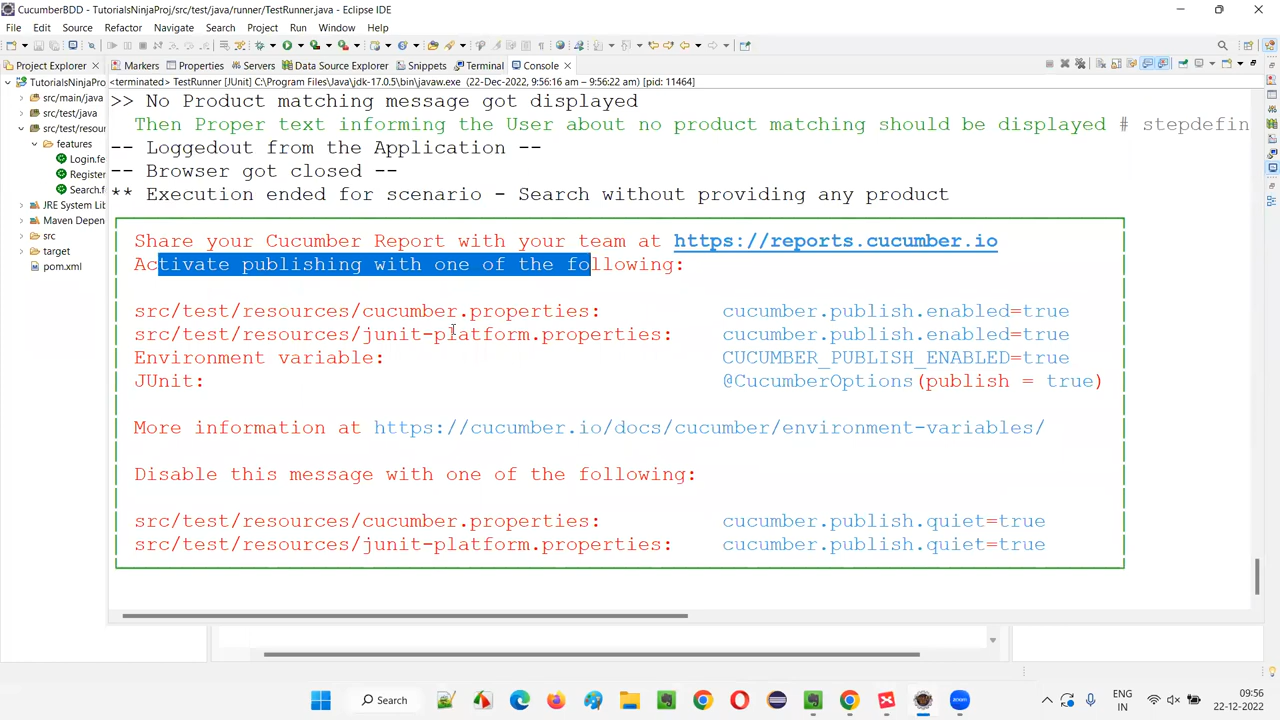 CucumberBDD - TutorialsNinjaProj/src/test/java/runner/TestRunner.java - Eclipse IDE
File Edit Source Refactor Navigate Search Project Run Window Help
Project Explorer
Markers Properties Servers Data Source Explorer Snippets Terminal Console
TutorialsNinjaPro
src/main/java
src/test/java
src/test/resour
features
Login.fe
Register
Search.f
JRE System Lib
Maven Depen
src
target
pom.xml
<terminated> TestRunner [JUnit] C:\Program Files\Java\jdk-17.0.5\bin\javaw.exe (22-Dec-2022, 9:56:16 am – 9:56:22 am) [pid: 11464]
>> No Product matching message got displayed
Then Proper text informing the User about no product matching should be displayed # stepdefin
-- Loggedout from the Application --
-- Browser got closed --
** Execution ended for scenario - Search without providing any product
Share your Cucumber Report with your team at https://reports.cucumber.io
Activate publishing with one of the following:
src/test/resources/cucumber.properties: cucumber.publish.enabled=true
src/test/resources/junit-platform.properties: cucumber.publish.enabled=true
Environment variable: CUCUMBER_PUBLISH_ENABLED=true
JUnit: @CucumberOptions(publish = true)
More information at https://cucumber.io/docs/cucumber/environment-variables/
Disable this message with one of the following:
src/test/resources/cucumber.properties: cucumber.publish.quiet=true
src/test/resources/junit-platform.properties: cucumber.publish.quiet=true
Search
ENG
IN
09:56
22-12-2022